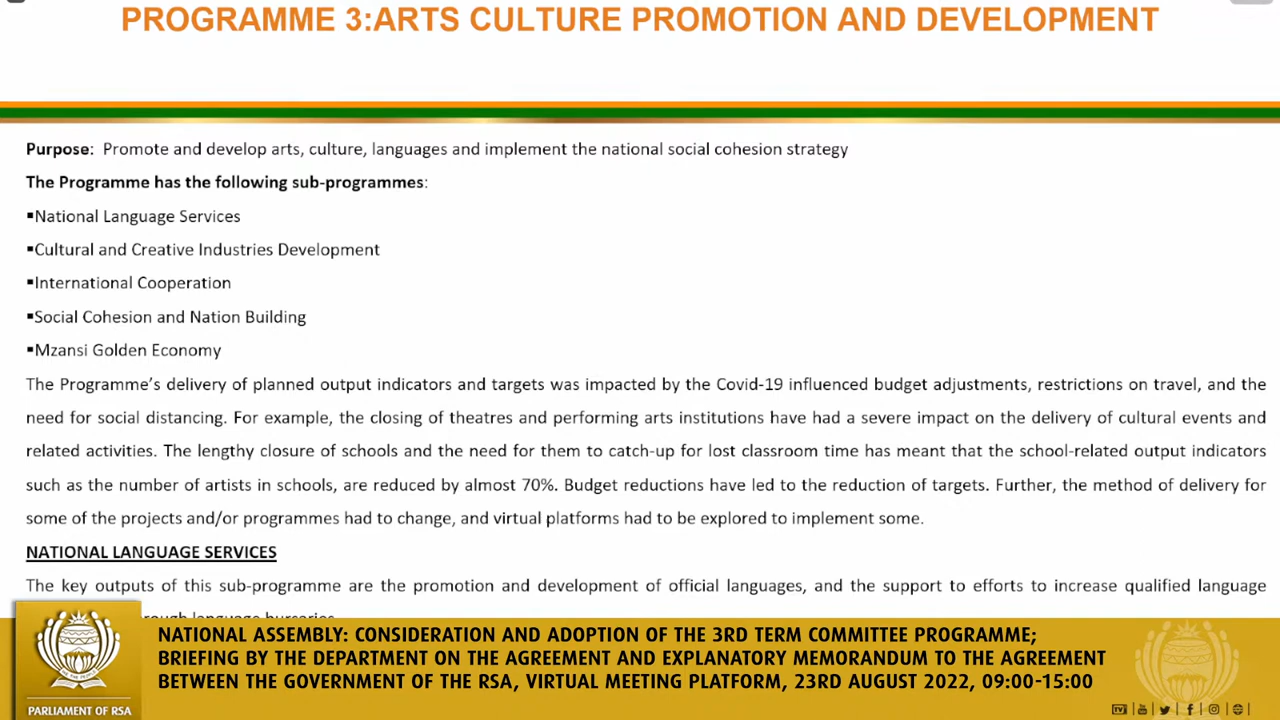 PROGRAMME 3:ARTS CULTURE PROMOTION AND DEVELOPMENT
Purpose: Promote and develop arts, culture, languages and implement the national social cohesion strategy
The Programme has the following sub-programmes:
▪National Language Services
▪Cultural and Creative Industries Development
▪International Cooperation
▪Social Cohesion and Nation Building
▪Mzansi Golden Economy
The Programme's delivery of planned output indicators and targets was impacted by the Covid-19 influenced budget adjustments, restrictions on travel, and the
need for social distancing. For example, the closing of theatres and performing arts institutions have had a severe impact on the delivery of cultural events and
related activities. The lengthy closure of schools and the need for them to catch-up for lost classroom time has meant that the school-related output indicators
such as the number of artists in schools, are reduced by almost 70%. Budget reductions have led to the reduction of targets. Further, the method of delivery for
some of the projects and/or programmes had to change, and virtual platforms had to be explored to implement some.
NATIONAL LANGUAGE SERVICES
The key outputs of this sub-programme are the promotion and development of official languages, and the support to efforts to increase qualified language
language bursaries
NATIONAL ASSEMBLY: CONSIDERATION AND ADOPTION OF THE 3RD TERM COMMITTEE PROGRAMME;
BRIEFING BY THE DEPARTMENT ON THE AGREEMENT AND EXPLANATORY MEMORANDUM TO THE AGREEMENT
BETWEEN THE GOVERNMENT OF THE RSA, VIRTUAL MEETING PLATFORM, 23RD AUGUST 2022, 09:00-15:00
PARLIAMENT OF RSA